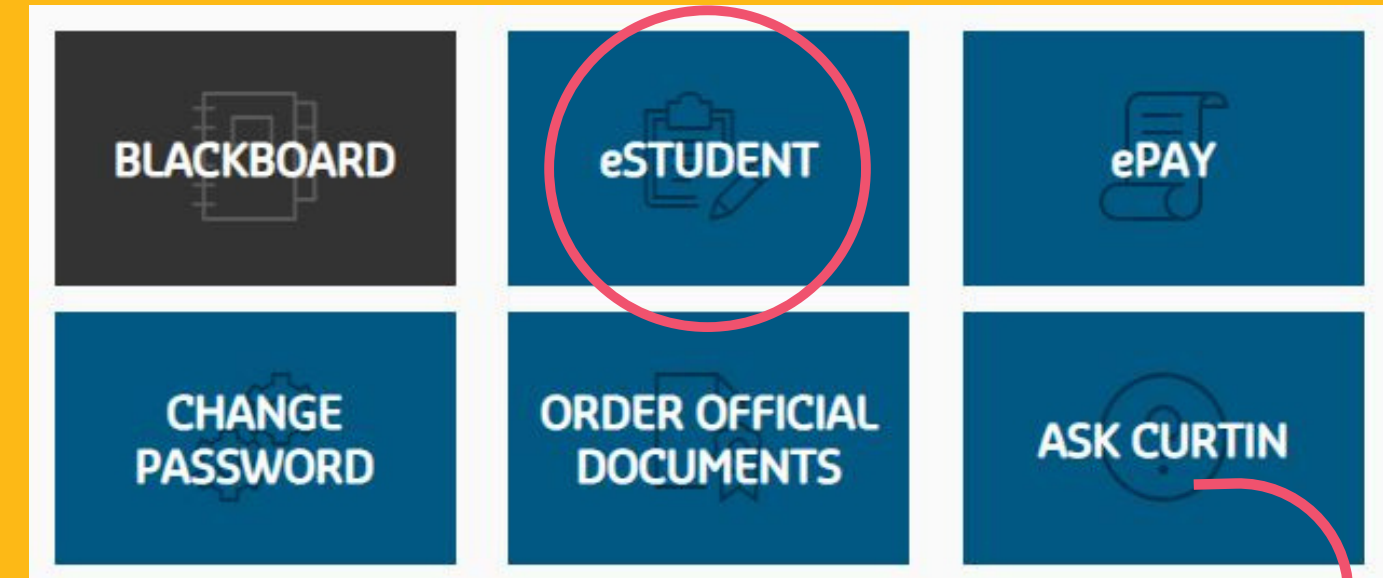 BLACKBOARD
eSTUDENT
ePAY
CHANGE
PASSWORD
ORDER OFFICIAL
DOCUMENTS
ASK CURTIN